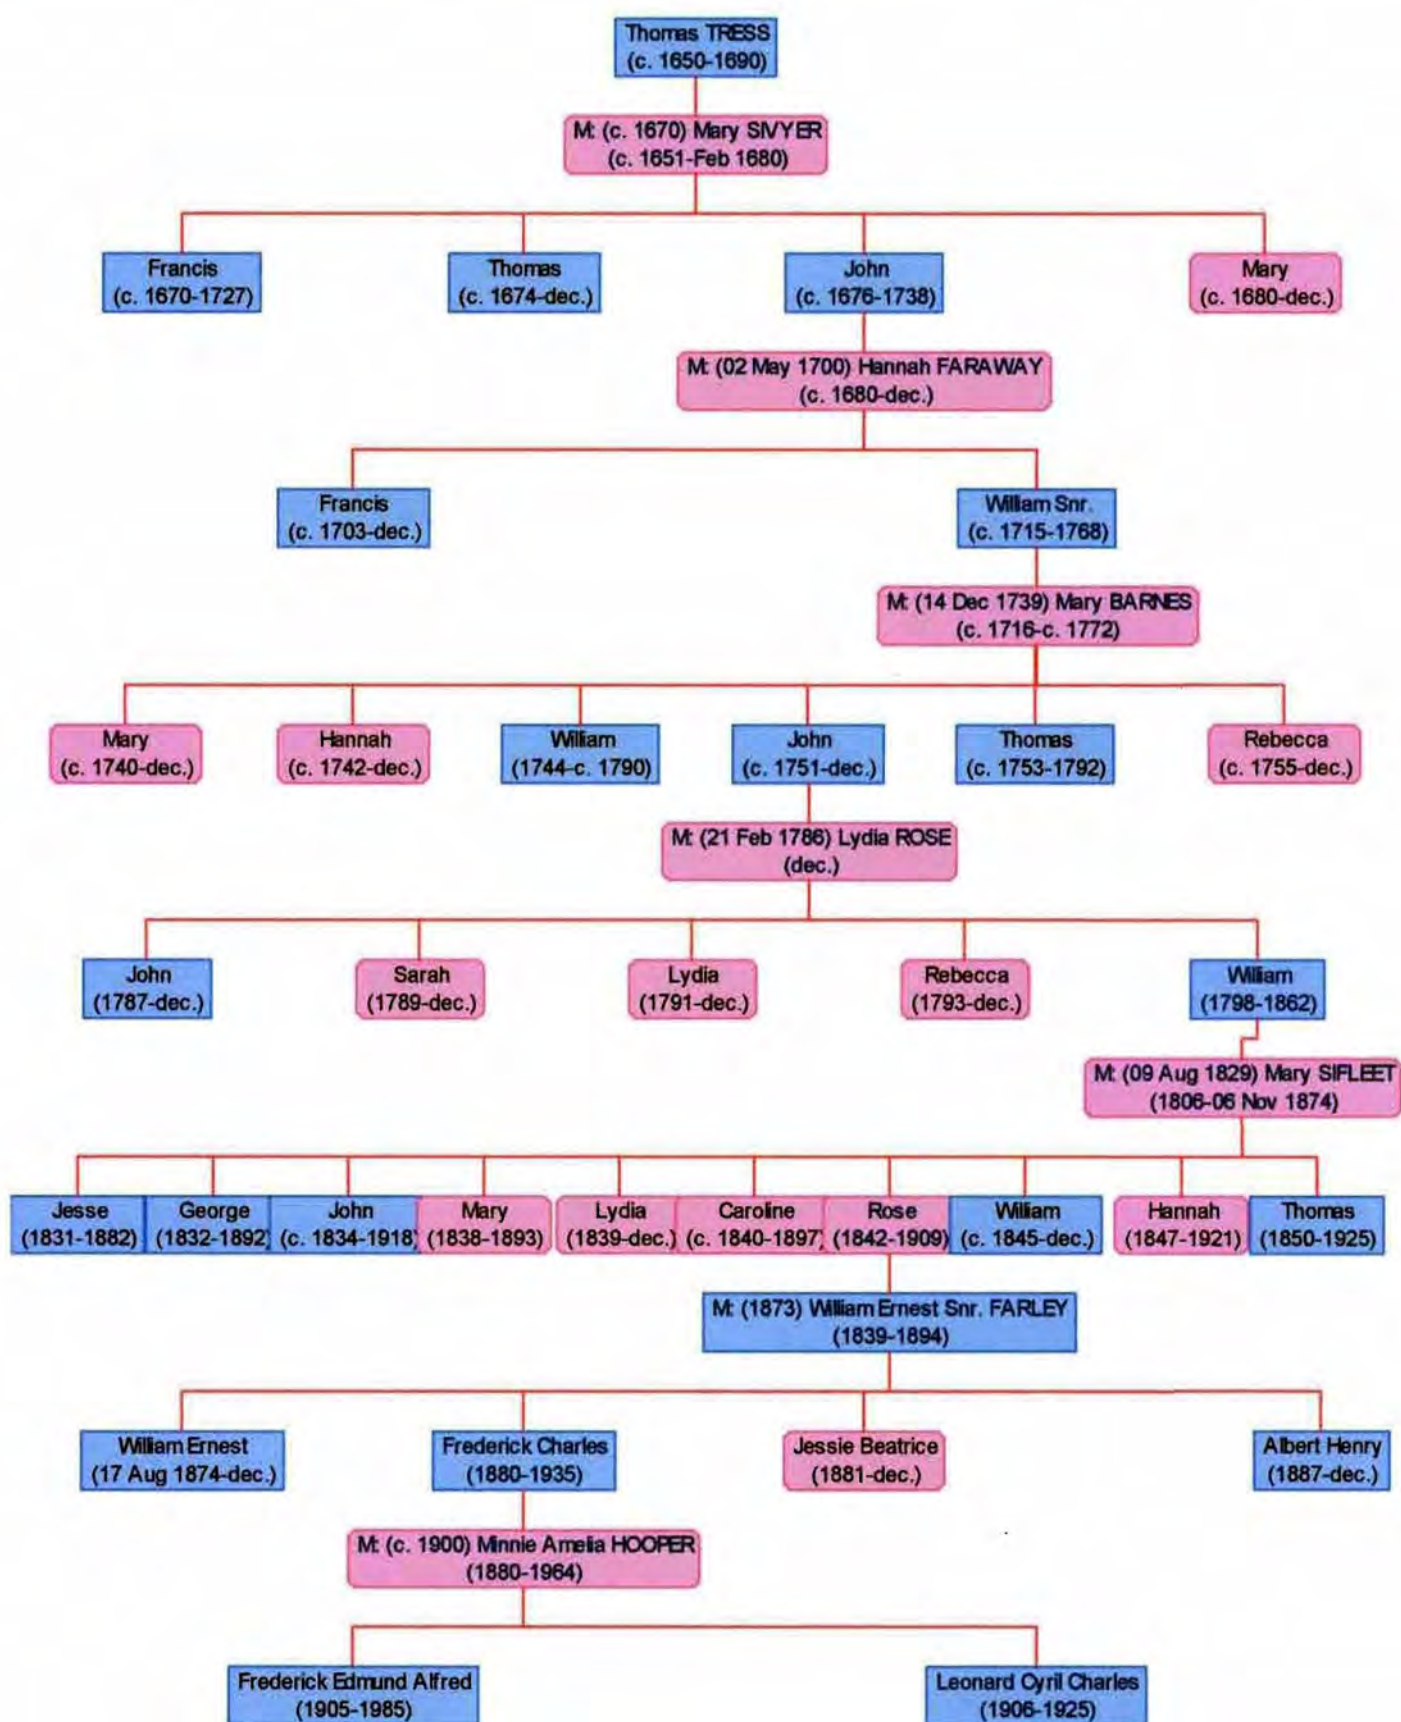 Thomas TRESS
(c. 1650-1690)
M: (c. 1670) Mary SIVYER
(c. 1651-Feb 1680)
Francis
(c. 1670-1727)
Thomas
(c. 1674-dec.)
John
(c. 1676-1738)
Mary
(c. 1680-dec.)
M: (02 May 1700) Hannah FARAWAY
(c. 1680-dec.)
Francis
(c. 1703-dec.)
William Snr.
(c. 1715-1768)
M: (14 Dec 1739) Mary BARNES
(c. 1716-c. 1772)
Mary
(c. 1740-dec.)
Hannah
(c. 1742-dec.)
William
(1744-c. 1790)
John
(c. 1751-dec.)
Thomas
(c. 1753-1792)
Rebecca
(c. 1755-dec.)
M: (21 Feb 1786) Lydia ROSE
(dec.)
John
(1787-dec.)
Sarah
(1789-dec.)
Lydia
(1791-dec.)
Rebecca
(1793-dec.)
William
(1798-1862)
M: (09 Aug 1829) Mary SIFLEET
(1806-06 Nov 1874)
Jesse
(1831-1882)
George
(1832-1892)
John
(c. 1834-1918)
Mary
(1838-1893)
Lydia
(1839-dec.)
Caroline
(c. 1840-1897)
Rose
(1842-1909)
William
(c. 1845-dec.)
Hannah
(1847-1921)
Thomas
(1850-1925)
M: (1873) William Ernest Snr. FARLEY
(1839-1894)
William Ernest
(17 Aug 1874-dec.)
Frederick Charles
(1880-1935)
Jessie Beatrice
(1881-dec.)
Albert Henry
(1887-dec.)
M: (c. 1900) Minnie Amelia HOOPER
(1880-1964)
Frederick Edmund Alfred
(1905-1985)
Leonard Cyril Charles
(1906-1925)